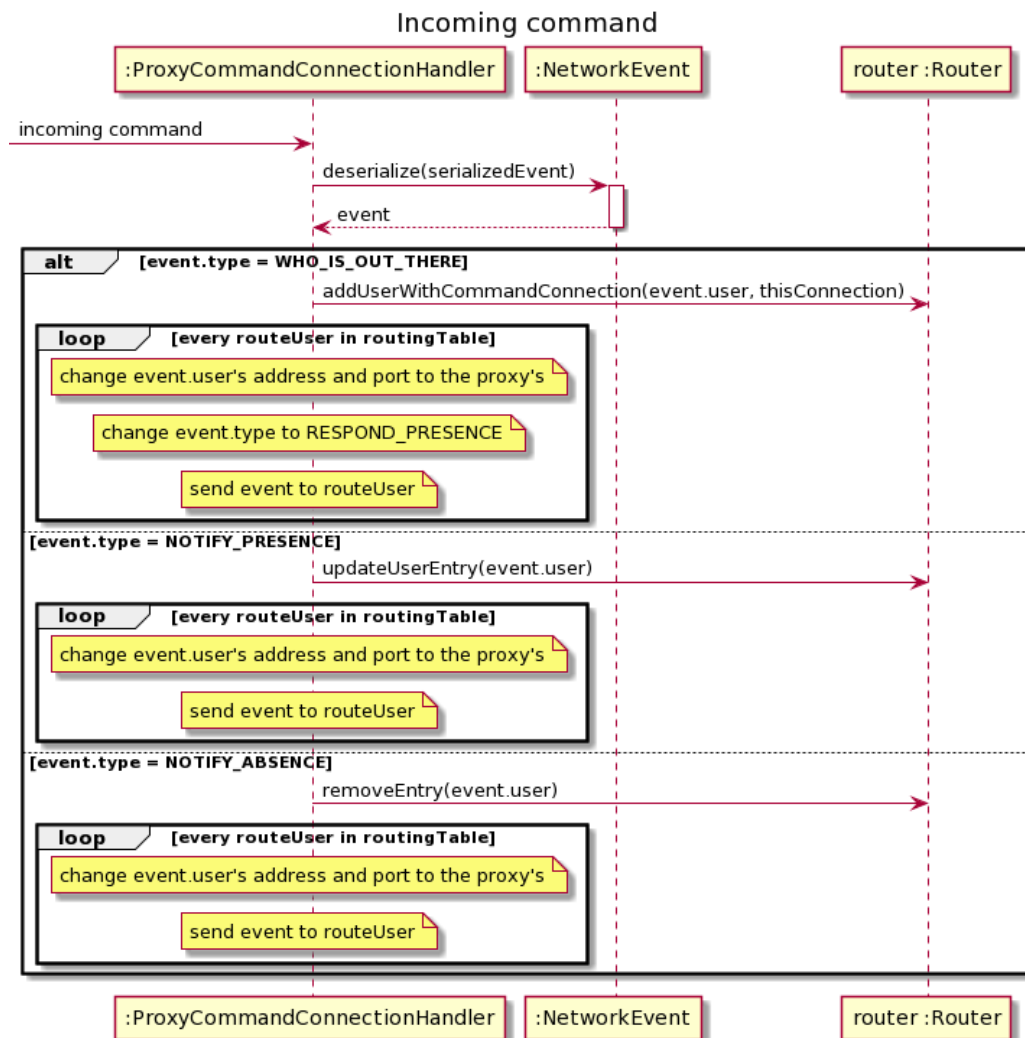 Incoming command
:ProxyCommandConnectionHandler
:NetworkEvent
router :Router
incoming command
deserialize(serializedEvent)
event
alt
[event.type = WHO_IS_OUT_THERE]
addUserWithCommandConnection(event.user, thisConnection)
loop
[every routeUser in routingTable]
change event.user's address and port to the proxy's
change event.type to RESPOND_PRESENCE
send event to routeUser
[event.type = NOTIFY_PRESENCE]
updateUserEntry(event.user)
loop
[every routeUser in routingTable]
change event.user's address and port to the proxy's
send event to routeUser
[event.type = NOTIFY_ABSENCE]
removeEntry(event.user)
loop
[every routeUser in routingTable]
change event.user's address and port to the proxy's
send event to routeUser
:ProxyCommandConnectionHandler
:NetworkEvent
router :Router